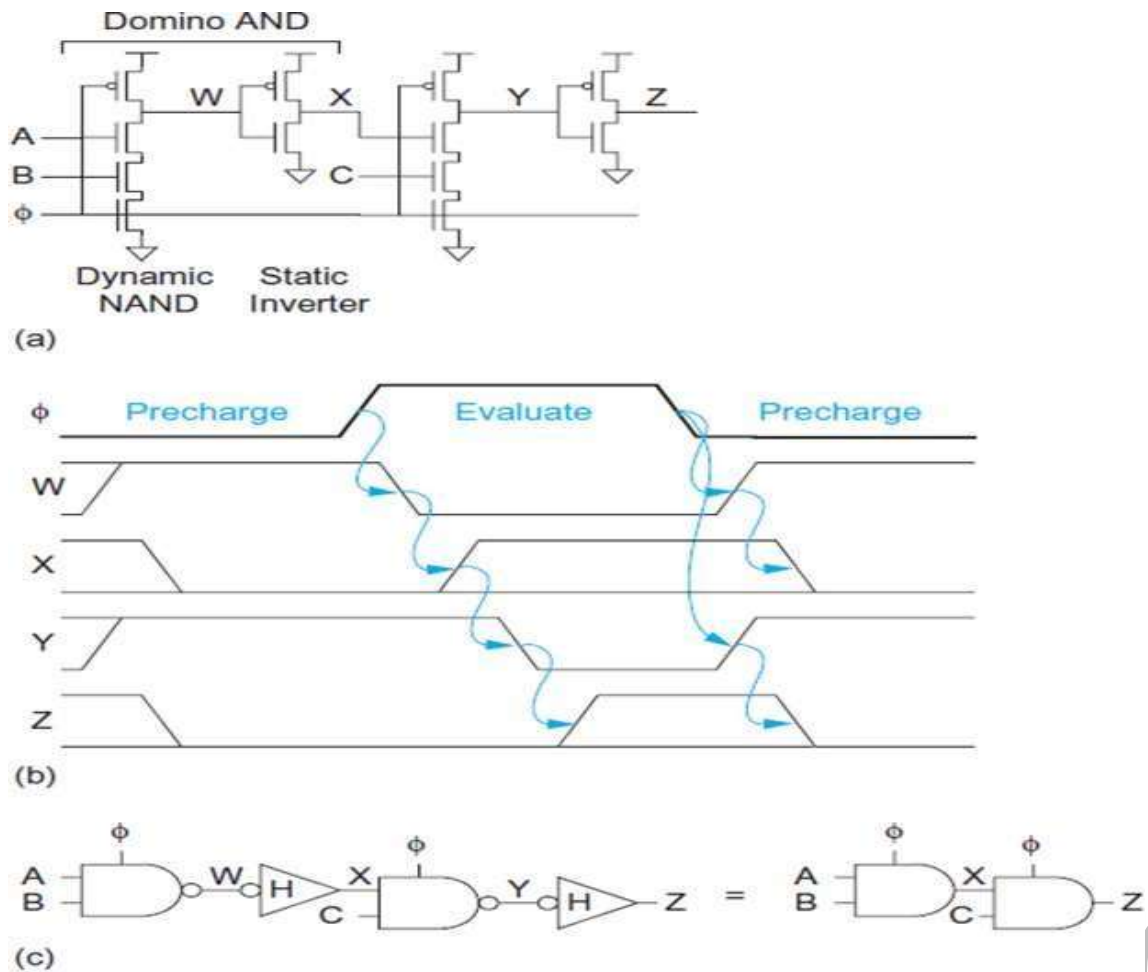 Domino AND
W X Y Z
A
B C
ϕ
Dynamic Static
NAND Inverter
(a)
ϕ Precharge Evaluate Precharge
W
X
Y
Z
(b)
ϕ ϕ ϕ ϕ
A W H X Y H Z = A X Z
B C B C
(c)